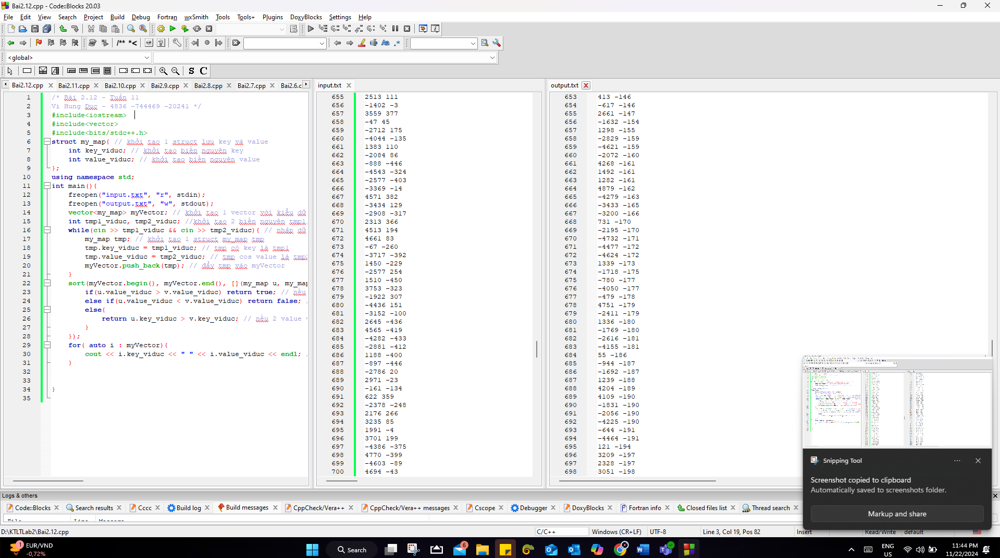 Bai2.12.cpp - Code::Blocks 20.03
File Edit View Search Project Build Debug Fortran wxSmith Tools Tools+ Plugins DoxyBlocks Settings Help
<global>
S C
Bai2.12.cpp Bai2.11.cpp Bai2.10.cpp Bai2.9.cpp Bai2.8.cpp Bai2.7.cpp Bai2.6.c
1 /* Bài 2.12 - Tuần 11
2 Vi Hung Duc - 4836 -744469 -20241 */
3 #include<iostream>
4 #include<vector>
5 #include<bits/stdc++.h>
6 struct my_map{ // khởi tạo 1 struct lưu key và value
7 int key_viduc; // khởi tạo biến nguyên key
8 int value_viduc; // khởi tạo biến nguyên value
9 };
10 using namespace std;
11 int main(){
12 freopen("input.txt", "r", stdin);
13 freopen("output.txt", "w", stdout);
14 vector<my_map> myVector; // khởi tạo 1 vector với kiểu dữ
15 int tmp1_viduc, tmp2_viduc; //khởi tạo 2 biến nguyên tmp1
16 while(cin >> tmp1_viduc && cin >> tmp2_viduc){ // nhập dữ
17 my_map tmp; // khởi tạo 1 struct my_map tmp
18 tmp.key_viduc = tmp1_viduc; // tmp có key là tmp1
19 tmp.value_viduc = tmp2_viduc; // tmp cos value là tmp2
20 myVector.push_back(tmp); // đẩy tmp vào myVector
21 }
22 sort(myVector.begin(), myVector.end(), [](my_map u, my_map
23 if(u.value_viduc > v.value_viduc) return true; // nếu
24 else if(u.value_viduc < v.value_viduc) return false; /
25 else{
26 return u.key_viduc > v.key_viduc; // nếu 2 value =
27 }
28 });
29 for( auto i : myVector){
30 cout << i.key_viduc << " " << i.value_viduc << endl; /
31 }
32
33
34 }
35
input.txt
655 2513 111
656 -1402 -3
657 3559 377
658 -47 45
659 -2712 175
660 -4044 -135
661 1383 110
662 -2084 86
663 -888 -446
664 -4543 -324
665 -2577 -403
666 -3369 -14
667 4571 382
668 -3434 129
669 -2908 -317
670 2313 366
671 4513 194
672 4661 83
673 -67 -260
674 -3717 -392
675 1450 -229
676 -2577 254
677 1510 -450
678 3753 -323
679 -1922 307
680 -4436 151
681 -3152 -100
682 2645 -436
683 4565 -419
684 -4282 -433
685 -2881 -412
686 1188 -400
687 -897 -446
688 -2786 20
689 2971 -23
690 -161 -134
691 622 359
692 -2378 -248
693 2176 266
694 3235 85
695 1991 -4
696 3701 199
697 -4386 -375
698 4770 -399
699 -4603 -89
700 4694 -43
output.txt
653 413 -146
654 -617 -146
655 2661 -147
656 -1632 -154
657 1298 -155
658 -2829 -159
659 -4621 -159
660 -2072 -160
661 4268 -161
662 1492 -161
663 1282 -161
664 4879 -162
665 -4279 -163
666 -3433 -165
667 -3200 -166
668 731 -170
669 -2195 -170
670 -4732 -171
671 -4477 -172
672 -4624 -172
673 1339 -173
674 -1718 -175
675 -780 -177
676 -4050 -177
677 -479 -178
678 4751 -179
679 -2411 -179
680 1336 -180
681 -1769 -180
682 -2616 -181
683 -4155 -181
684 55 -186
685 -944 -187
686 -1692 -187
687 1239 -188
688 4204 -189
689 4109 -190
690 -1831 -190
691 -2056 -190
692 -4225 -190
693 -644 -191
694 -4464 -191
695 121 -194
696 3209 -197
697 2328 -197
698 3051 -198
Snipping Tool
Screenshot copied to clipboard
Automatically saved to screenshots folder.
Markup and share
Logs & others
Code::Blocks Search results Cccc Build log Build messages CppCheck/Vera++ CppCheck/Vera++ messages Cscope Debugger DoxyBlocks Fortran info Closed files list Thread search
File Line Message
D:\KTLTLab2\Bai2.12.cpp C/C++ Windows (CR+LF) UTF-8 Line 3, Col 19, Pos 82 Insert Read/Write default
1 EUR/VND
-0,72%
Search
6
ENG
US
11:44 PM
11/22/2024